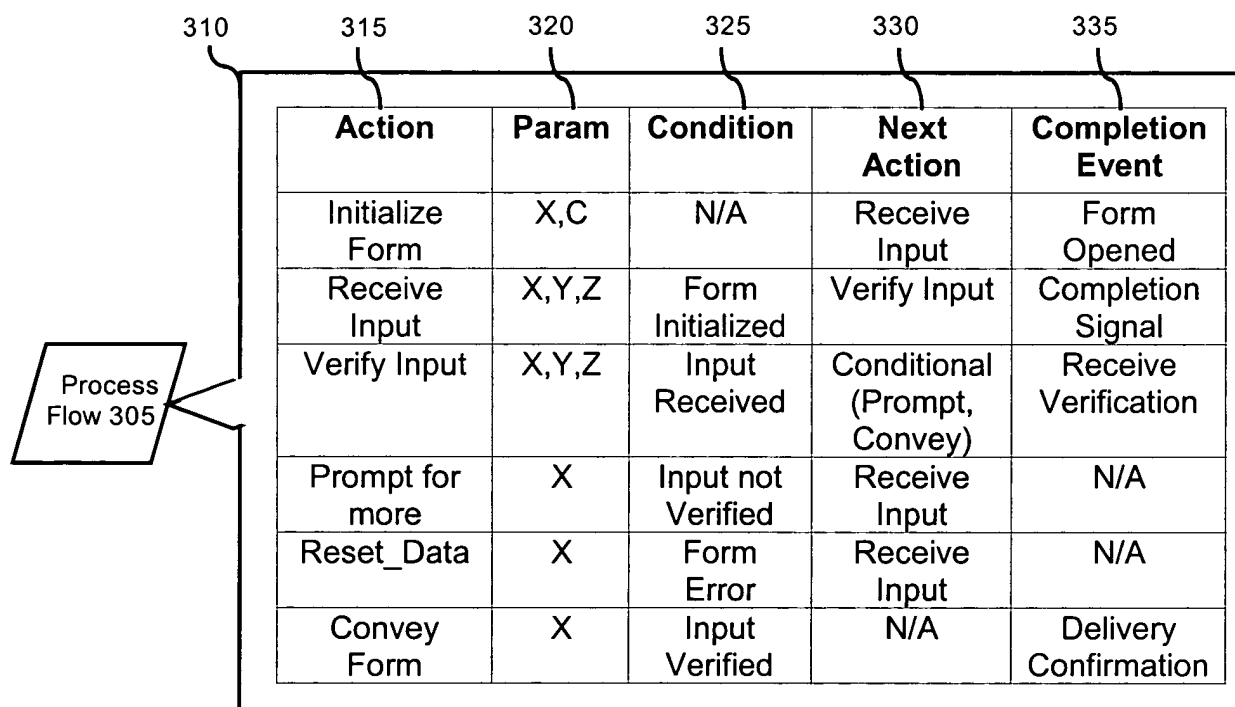 310 315 320 325 330 335
Action Param Condition Next Completion
Action Event
Initialize X,C N/A Receive Form
Form Input Opened
Receive X,Y,Z Form Verify Input Completion
Input Initialized Signal
Verify Input X,Y,Z Input Conditional Receive
Received (Prompt, Verification
Convey)
Process
Flow 305
Prompt for X Input not Receive N/A
more Verified Input
Reset_Data X Form Receive N/A
Error Input
Convey X Input N/A Delivery
Form Verified Confirmation